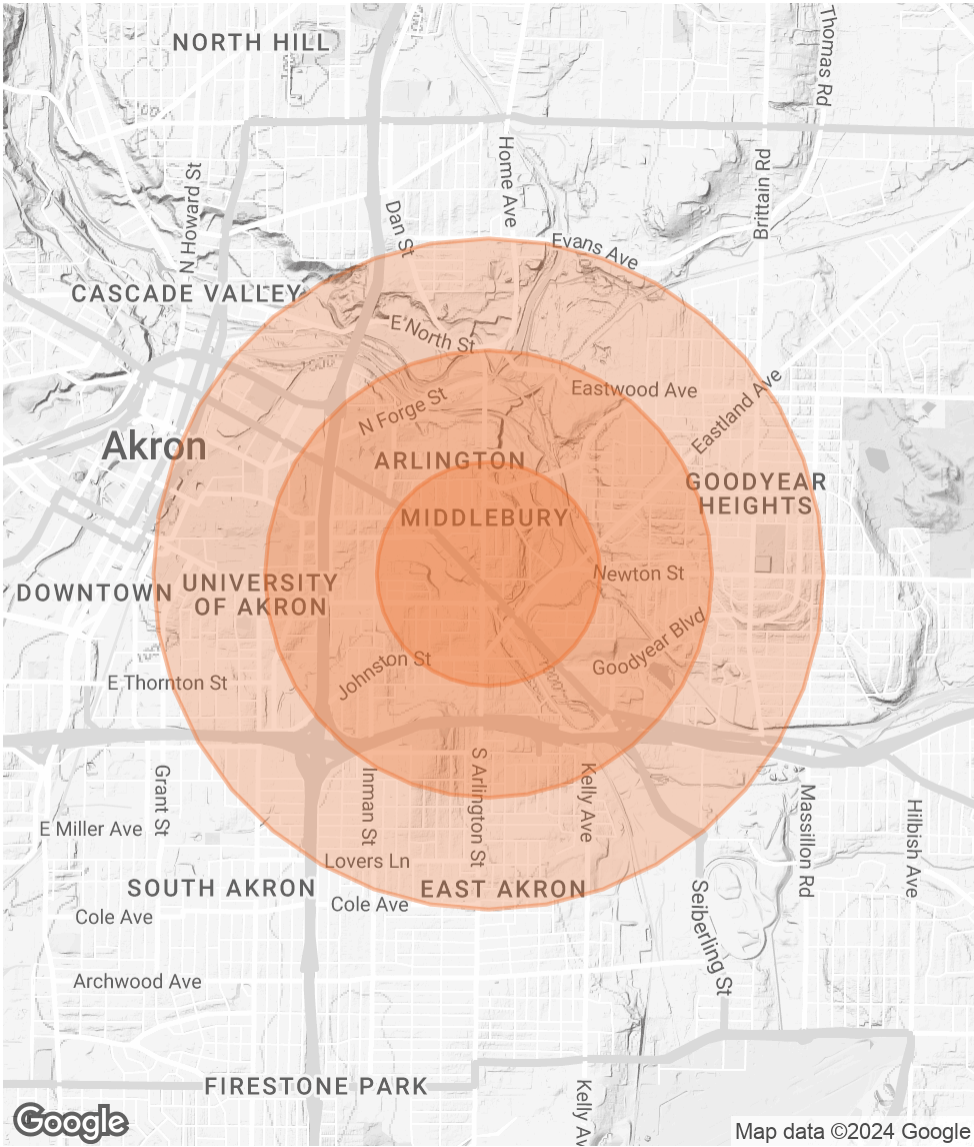 NORTH HILL
Thomas Rd
Home Ave
Brittain Rd
N Howard St
Dan St
Evans Ave
CASCADE VALLEY
E North St
Eastwood Ave
Eastland Ave
N Forge St
Akron
ARLINGTON
GOODYEAR
HEIGHTS
MIDDLEBURY
Newton St
DOWNTOWN
UNIVERSITY
OF AKRON
Goodyear Blvd
Johnston St
E Thornton St
Grant St
Inman St
S Arlington St
Kelly Ave
Massillon Rd
Hilbish Ave
E Miller Ave
Lovers Ln
SOUTH AKRON
EAST AKRON
Cole Ave
Cole Ave
Seiberling St
Archwood Ave
FIRESTONE PARK
Kelly Av
Google
Map data ©2024 Google